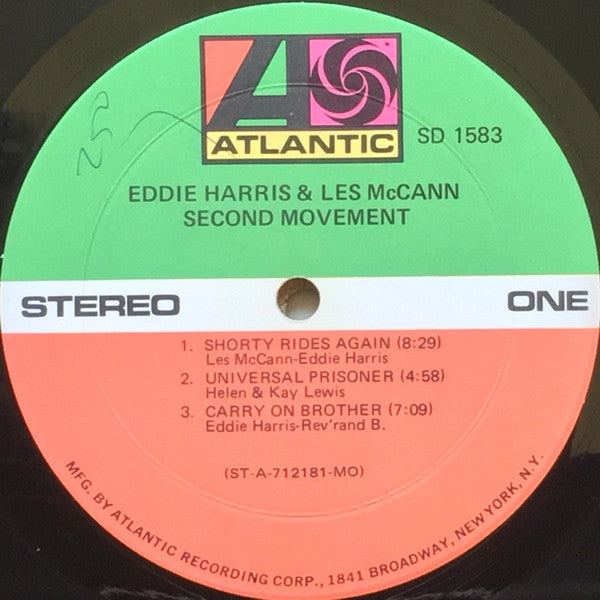 250
ATLANTIC
SD 1583
EDDIE HARRIS & LES McCANN
SECOND MOVEMENT
STEREO
ONE
1. SHORTY RIDES AGAIN (8:29)
Les McCann-Eddie Harris
2. UNIVERSAL PRISONER (4:58)
Helen & Kay Lewis
3. CARRY ON BROTHER (7:09)
Eddie Harris-Rev'rand B.
(ST-A-712181-MO)
MFG. BY ATLANTIC RECORDING CORP., 1841 BROADWAY, NEW YORK, N.Y.